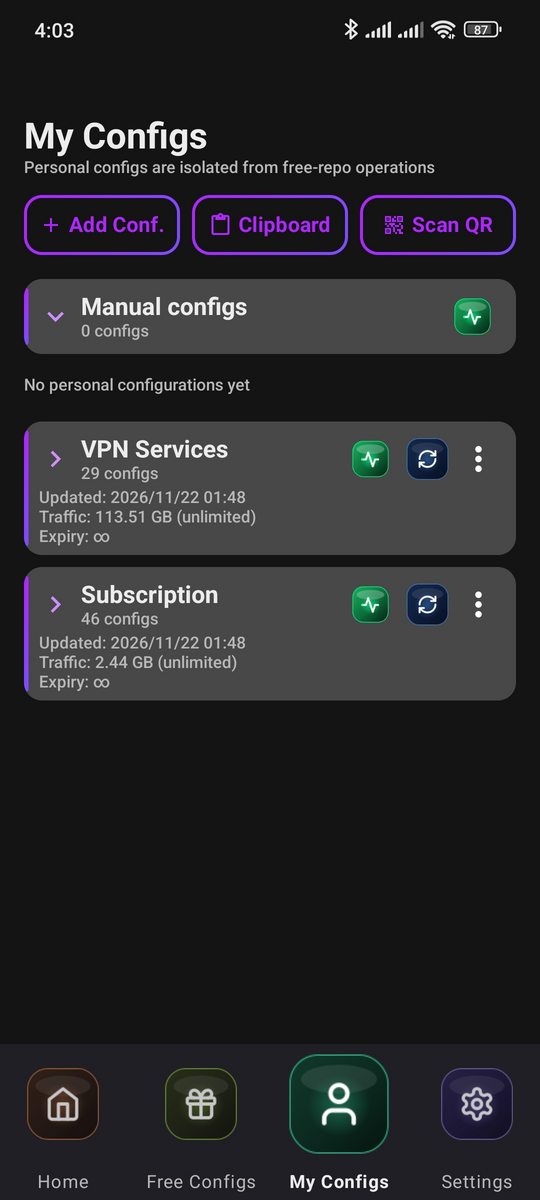 4:03
87
My Configs
Personal configs are isolated from free-repo operations
+ Add Conf.
Clipboard
Scan QR
Manual configs
0 configs
No personal configurations yet
VPN Services
29 configs
Updated: 2026/11/22 01:48
Traffic: 113.51 GB (unlimited)
Expiry: ∞
Subscription
46 configs
Updated: 2026/11/22 01:48
Traffic: 2.44 GB (unlimited)
Expiry: ∞
Home
Free Configs
My Configs
Settings